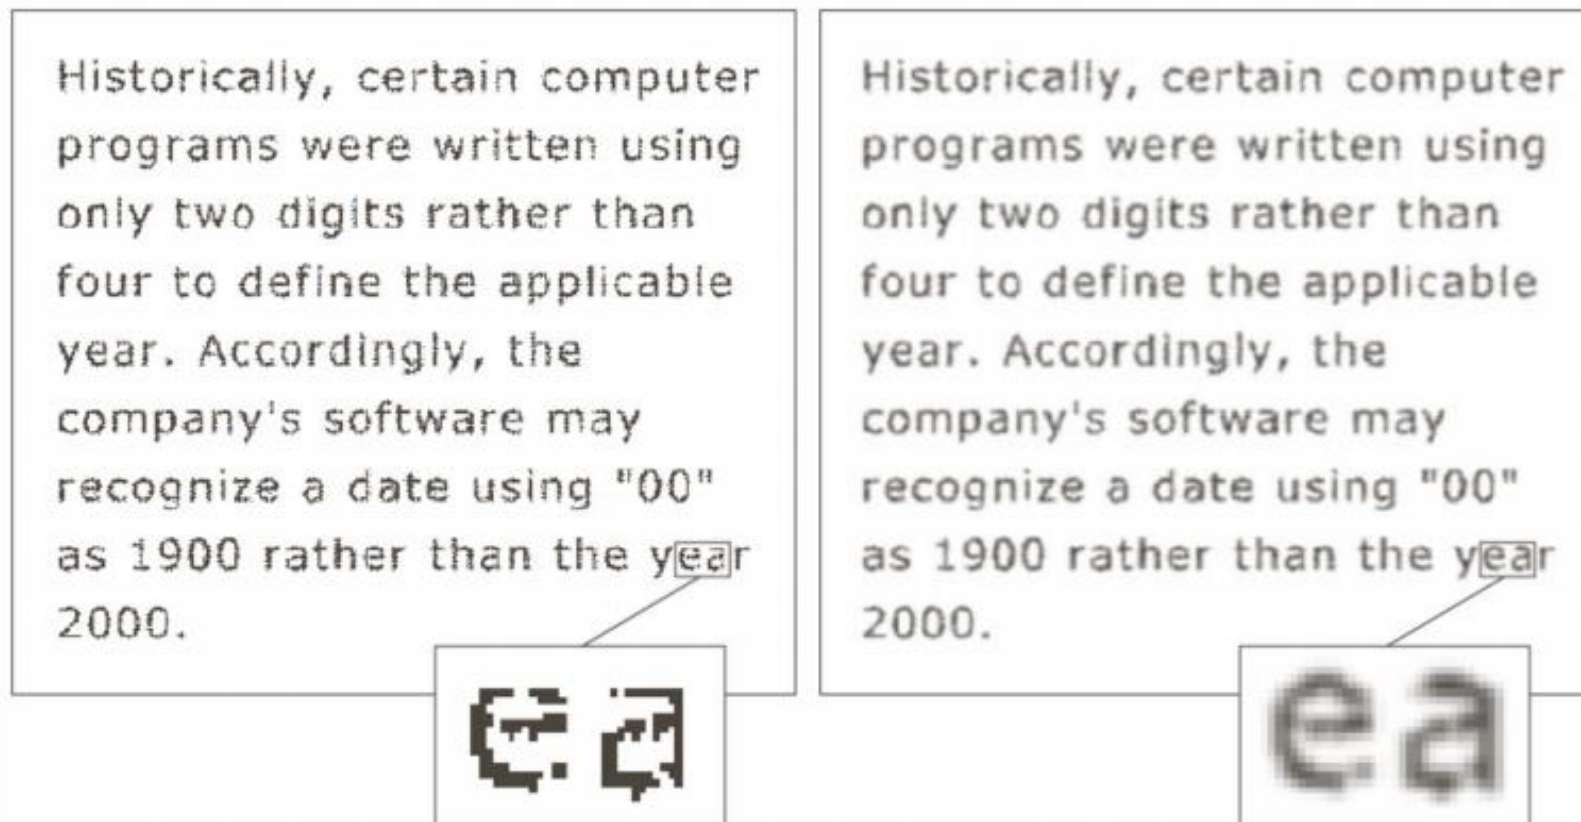 Historically, certain computer
programs were written using
only two digits rather than
four to define the applicable
year. Accordingly, the
company's software may
recognize a date using "00"
as 1900 rather than the year
2000.
ea
Historically, certain computer
programs were written using
only two digits rather than
four to define the applicable
year. Accordingly, the
company's software may
recognize a date using "00"
as 1900 rather than the year
2000.
ea